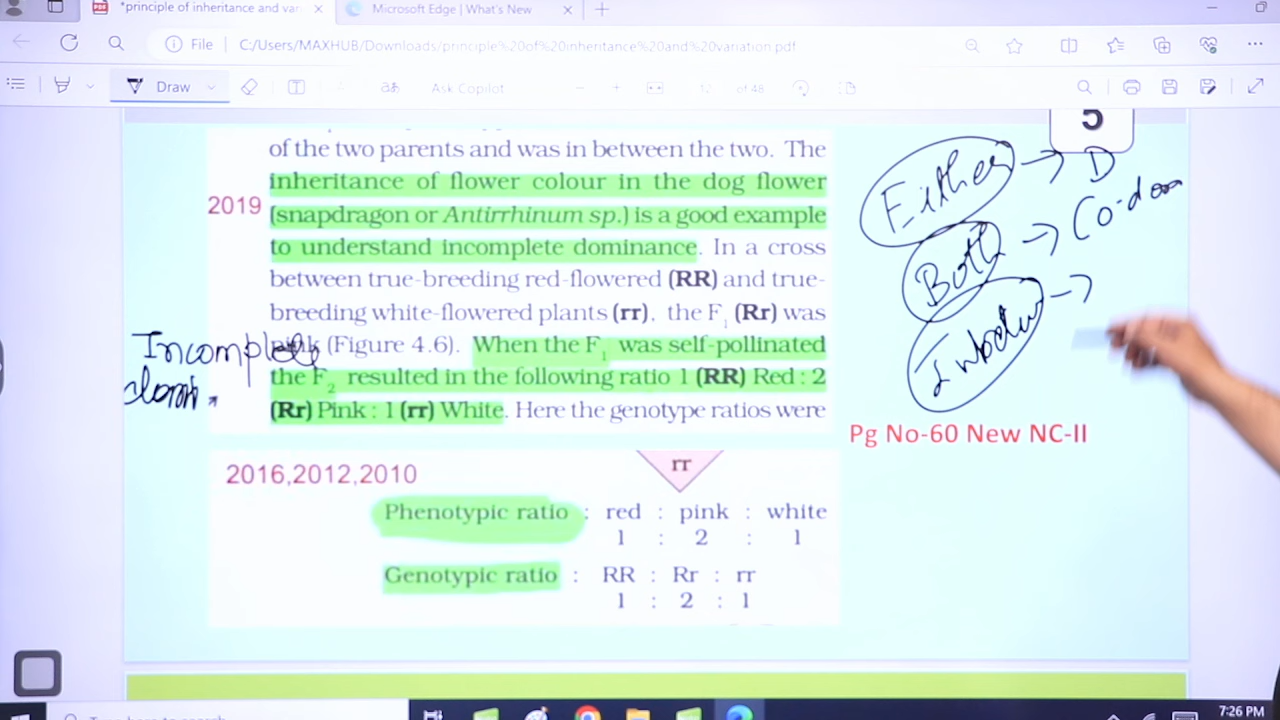 *principle of inheritance and var
Microsoft Edge | What's New
File C:/Users/MAXHUB/Downloads/principle%20of%20inheritance%20and%20variation.pdf
Draw
aあ
Ask Copilot
12 of 48
5
of the two parents and was in between the two. The
inheritance of flower colour in the dog flower
2019
(snapdragon or Antirrhinum sp.) is a good example
to understand incomplete dominance. In a cross
between true-breeding red-flowered (RR) and true-
breeding white-flowered plants (rr), the F1 (Rr) was
pink (Figure 4.6). When the F1 was self-pollinated
the F2 resulted in the following ratio 1 (RR) Red : 2
(Rr) Pink : 1 (rr) White. Here the genotype ratios were
Incomplete
Either → D
Both → Co-dom
→
Pg No-60 New NC-II
2016,2012,2010
rr
Phenotypic ratio : red : pink : white
1 : 2 : 1
Genotypic ratio : RR : Rr : rr
1 : 2 : 1
7:26 PM